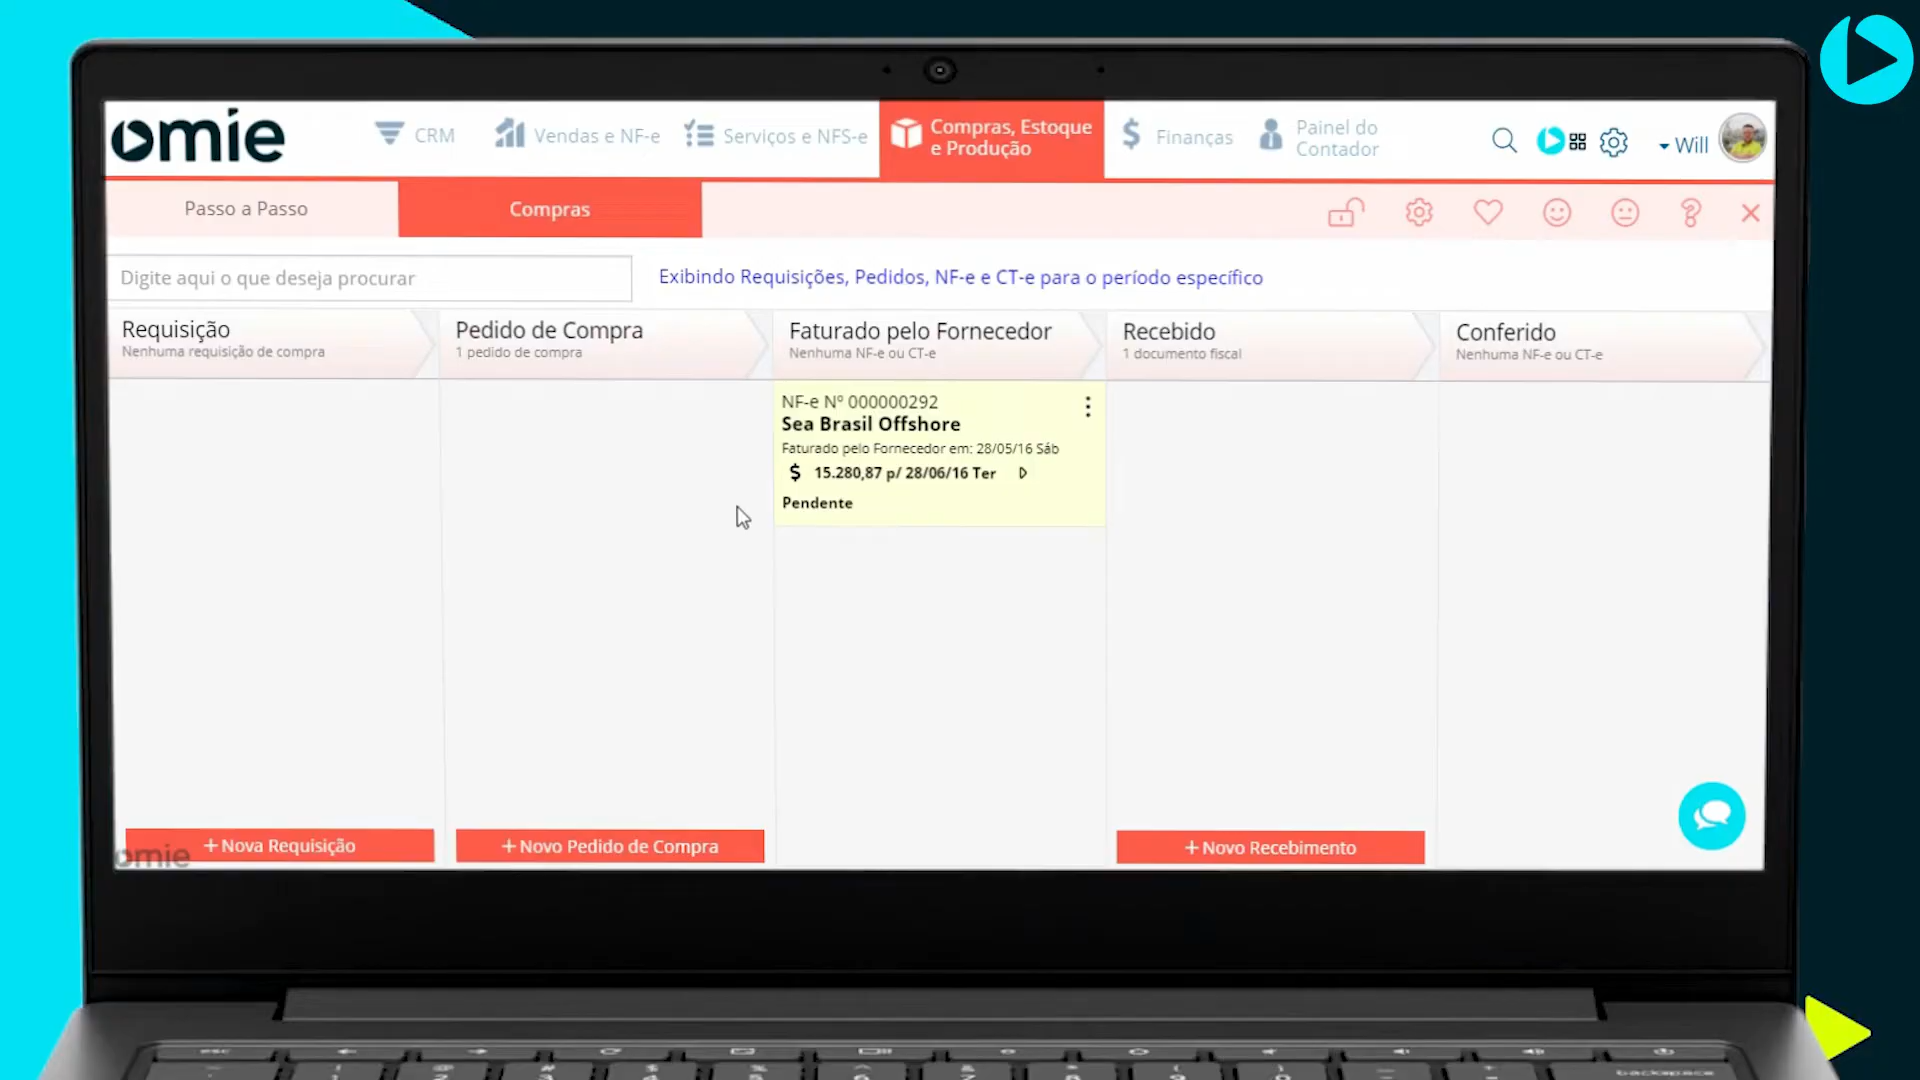 omie
CRM
Vendas e NF-e
Serviços e NFS-e
Compras, Estoque
e Produção
Finanças
Painel do
Contador
Will
Passo a Passo
Compras
Digite aqui o que deseja procurar
Exibindo Requisições, Pedidos, NF-e e CT-e para o período específico
Requisição
Nenhuma requisição de compra
Pedido de Compra
1 pedido de compra
Faturado pelo Fornecedor
Nenhuma NF-e ou CT-e
Recebido
1 documento fiscal
Conferido
Nenhuma NF-e ou CT-e
NF-e Nº 000000292
Sea Brasil Offshore
Faturado pelo Fornecedor em: 28/05/16 Sáb
$ 15.280,87 p/ 28/06/16 Ter
Pendente
+ Nova Requisição
+ Novo Pedido de Compra
+ Novo Recebimento
omie
esc
backspace